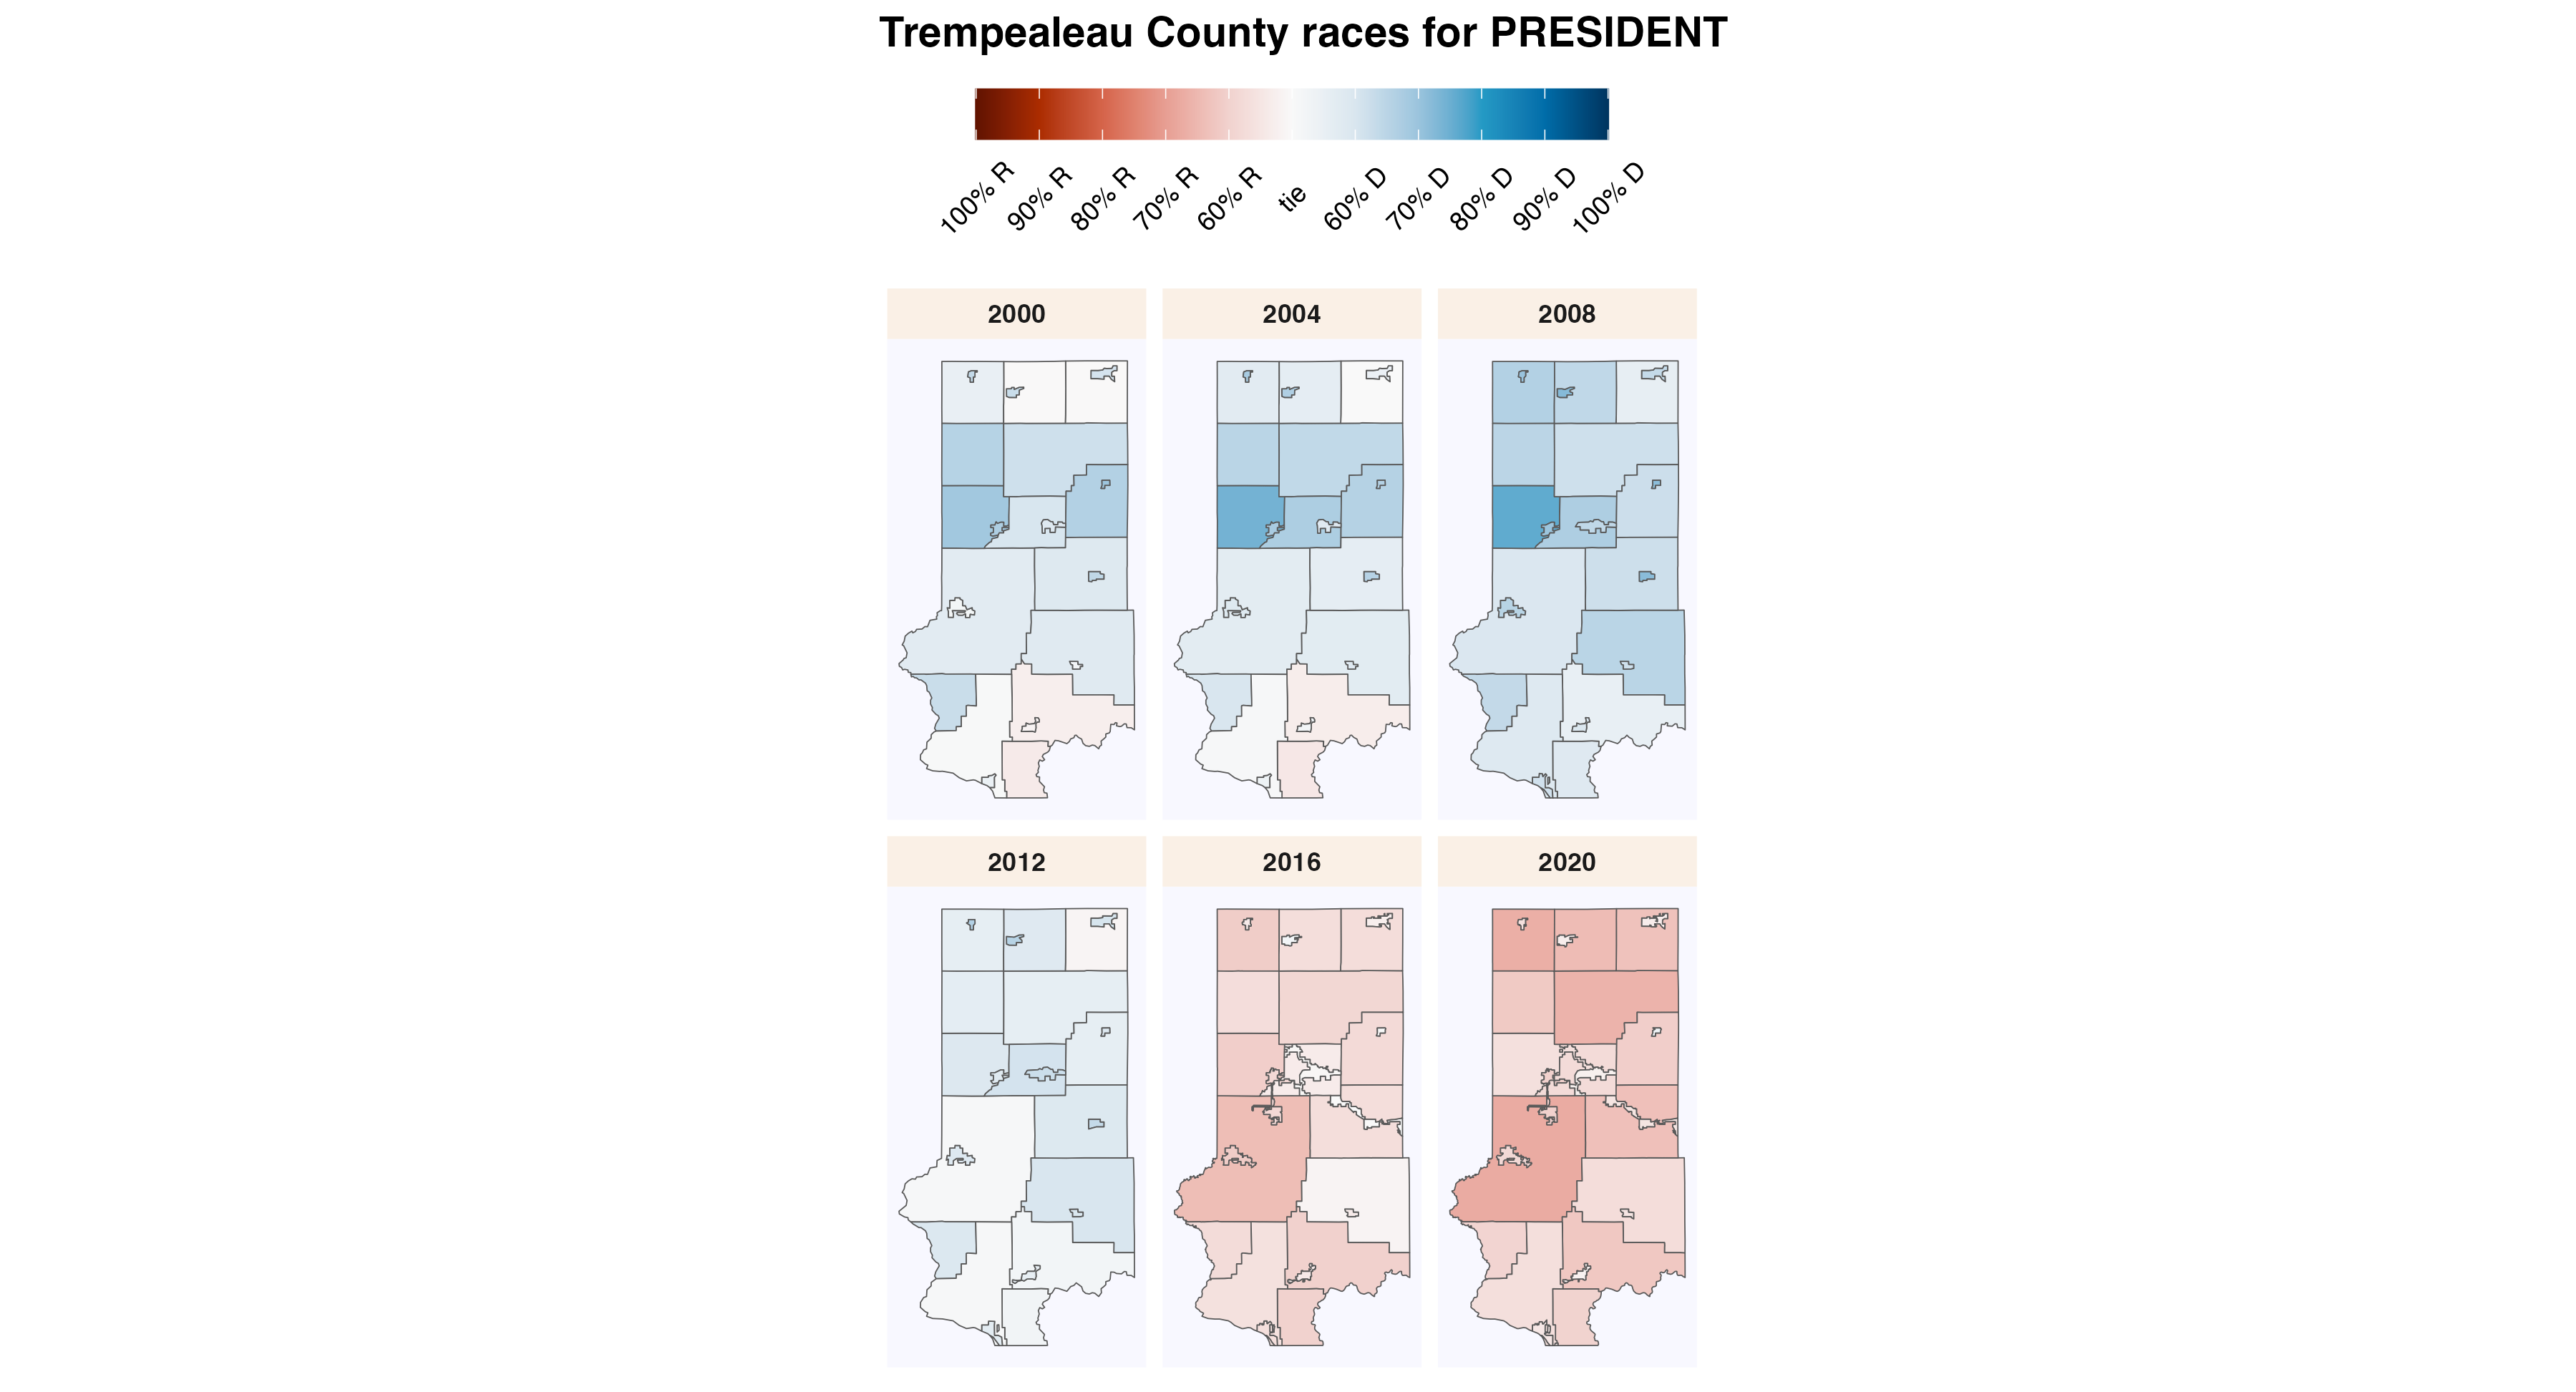 Trempealeau County races for PRESIDENT
100% R 90% R 80% R 70% R 60% R tie 60% D 70% D 80% D 90% D 100% D
2000 2004 2008
2012 2016 2020